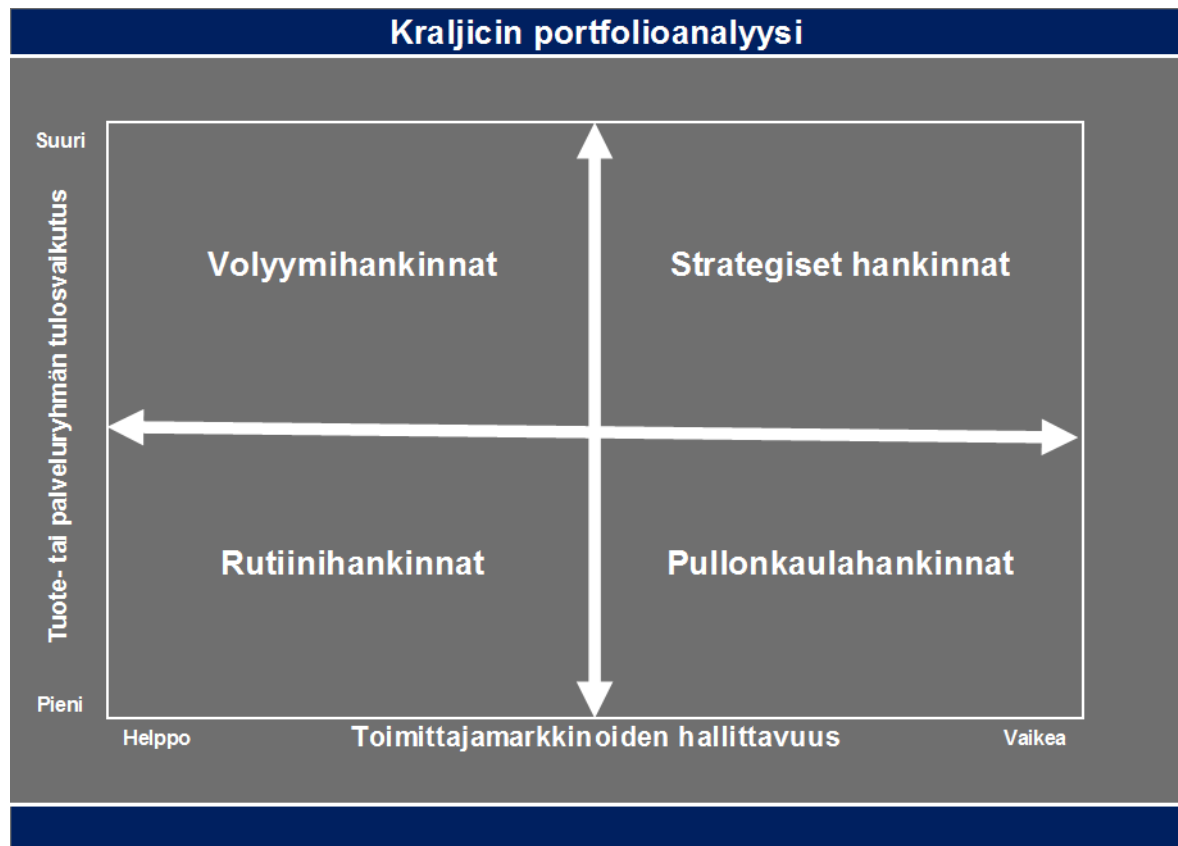 Kraljicin portfolioanalyysi
Suuri
Tuote- tai palveluryhmän tulosvaikutus
Volyymihankinnat
Strategiset hankinnat
Rutiinihankinnat
Pullonkaulahankinnat
Pieni
Helppo
Toimittajamarkkinoiden hallittavuus
Vaikea